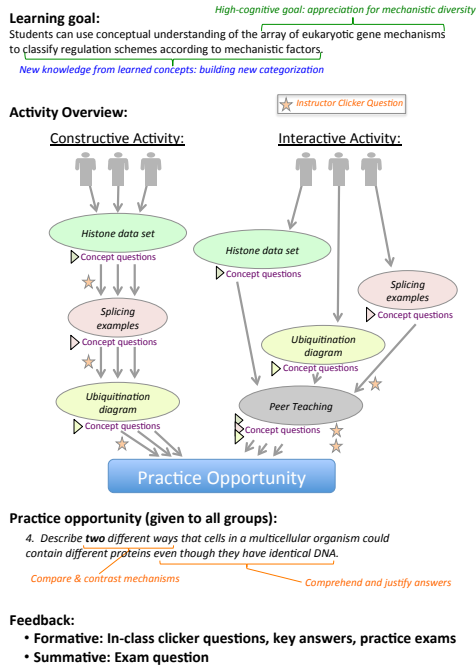 Learning goal:
High-cognitive goal: appreciation for mechanistic diversity
Students can use conceptual understanding of the array of eukaryotic gene mechanisms
to classify regulation schemes according to mechanistic factors.
New knowledge from learned concepts: building new categorization
Activity Overview:
Instructor Clicker Question
Constructive Activity:
Interactive Activity:
Histone data set
Concept questions
Splicing
examples
Concept questions
Ubiquitination
diagram
Concept questions
Histone data set
Concept questions
Splicing
examples
Concept questions
Ubiquitination
diagram
Concept questions
Peer Teaching
Concept questions
Practice Opportunity
Practice opportunity (given to all groups):
4. Describe two different ways that cells in a multicellular organism could
contain different proteins even though they have identical DNA.
Compare & contrast mechanisms
Comprehend and justify answers
Feedback:
• Formative: In-class clicker questions, key answers, practice exams
• Summative: Exam question